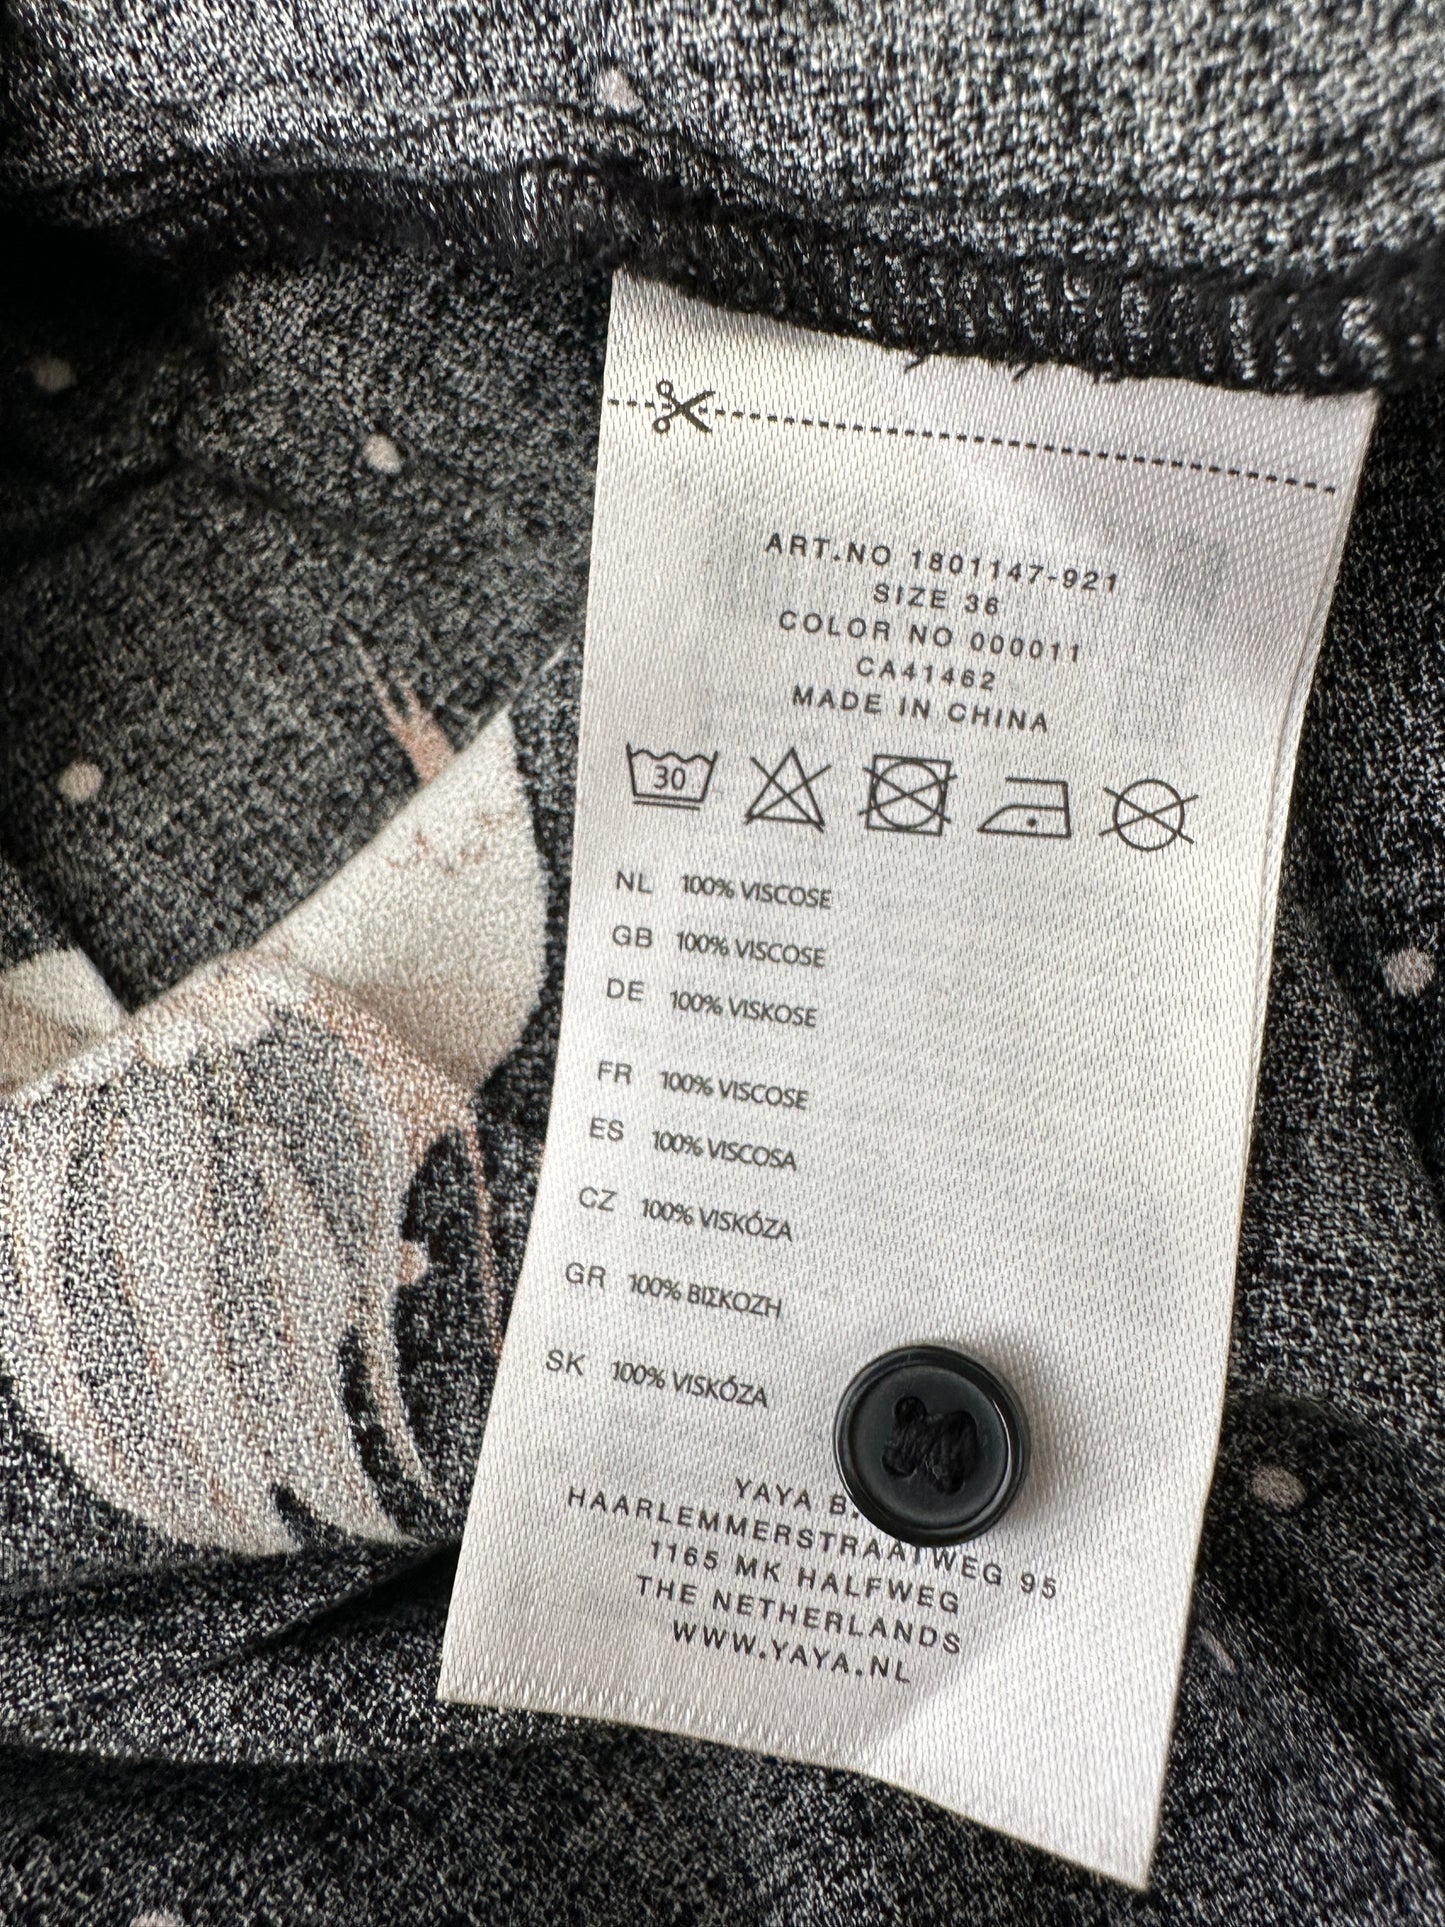 ART.NO 1801147-921
SIZE 36
COLOR NO 000011
CA41462
MADE IN CHINA
30
NL 100% VISCOSE
GB 100% VISCOSE
DE 100% VISKOSE
FR 100% VISCOSE
ES 100% VISCOSA
CZ 100% VISKÓZA
GR 100% ΒΙΣΚΟΖΗ
SK 100% VISKÓZA
YAYA B.
HAARLEMMERSTRAATWEG 95
1165 MK HALFWEG
THE NETHERLANDS
WWW.YAYA.NL